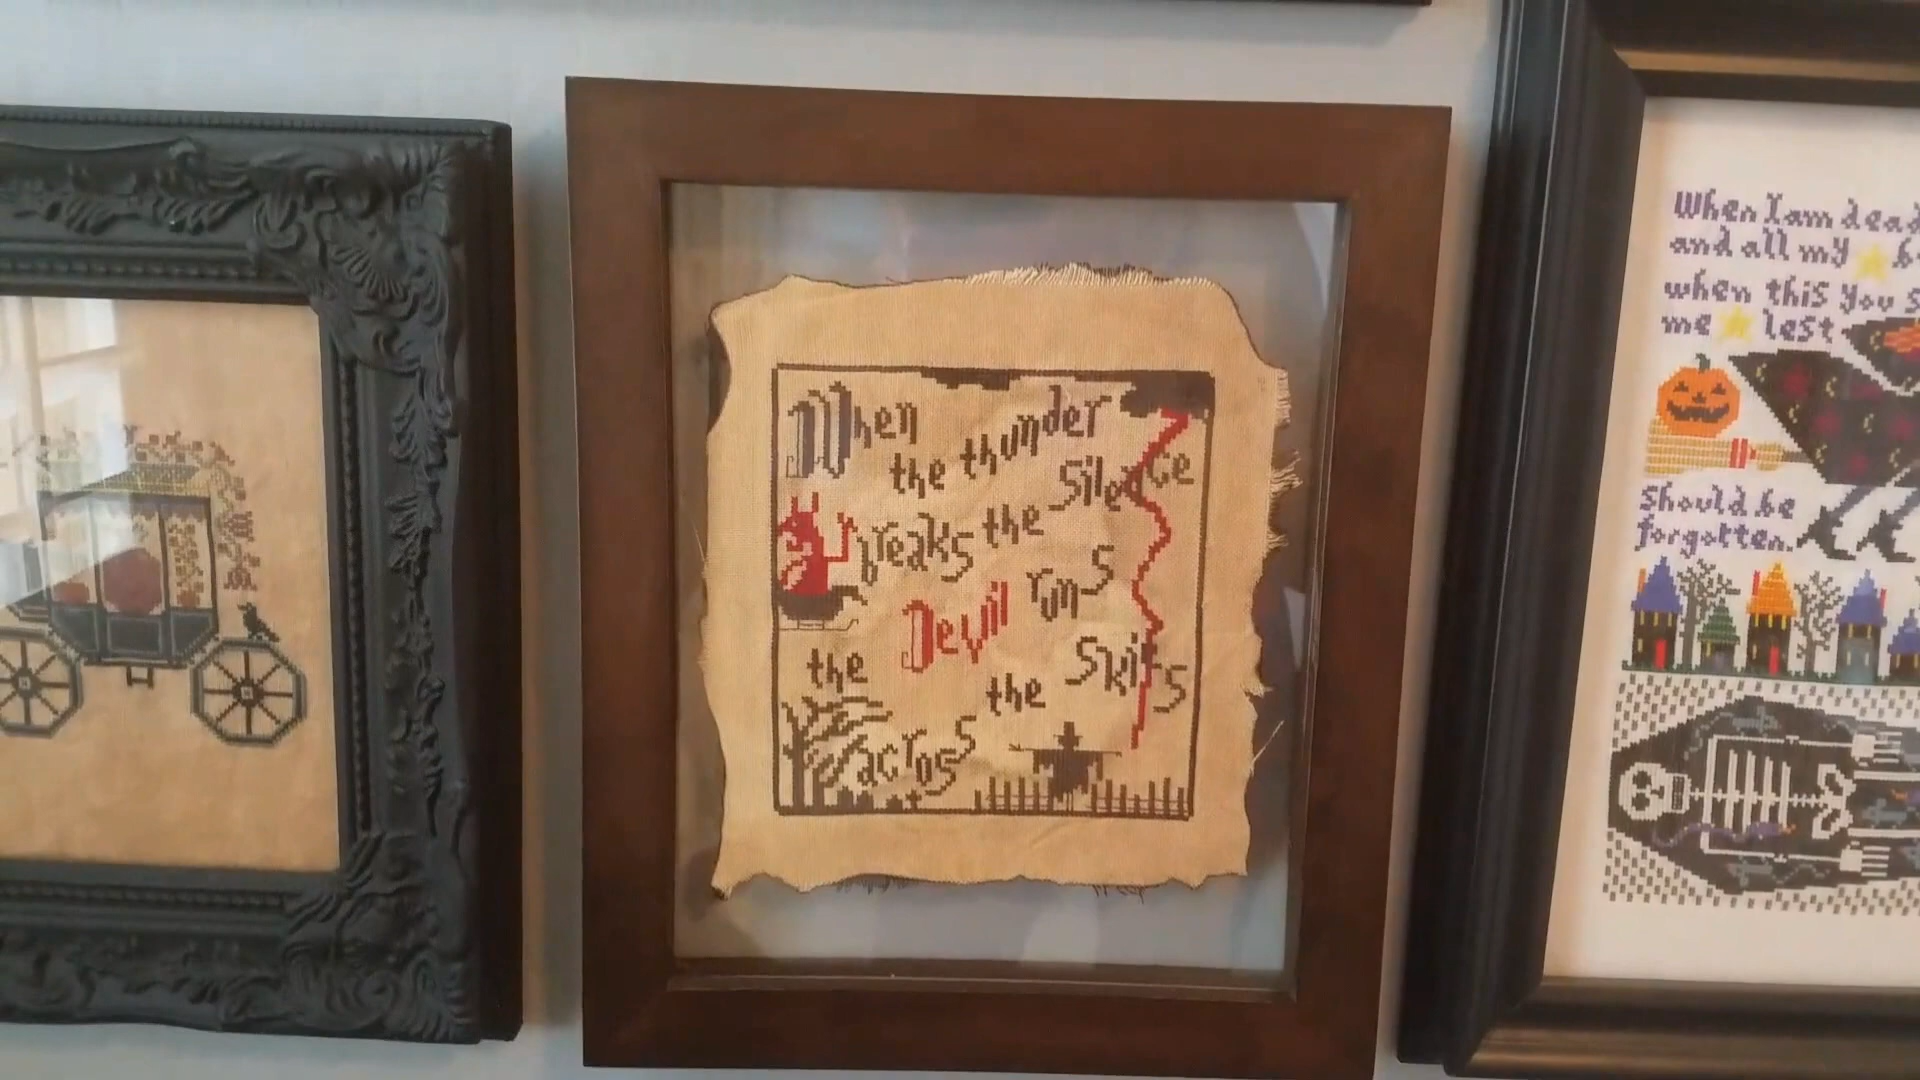 When
the thunder
breaks the silence
the Devil runs
across the skies
When I am dead
and all my
when this you
me lest
Should be
forgotten.